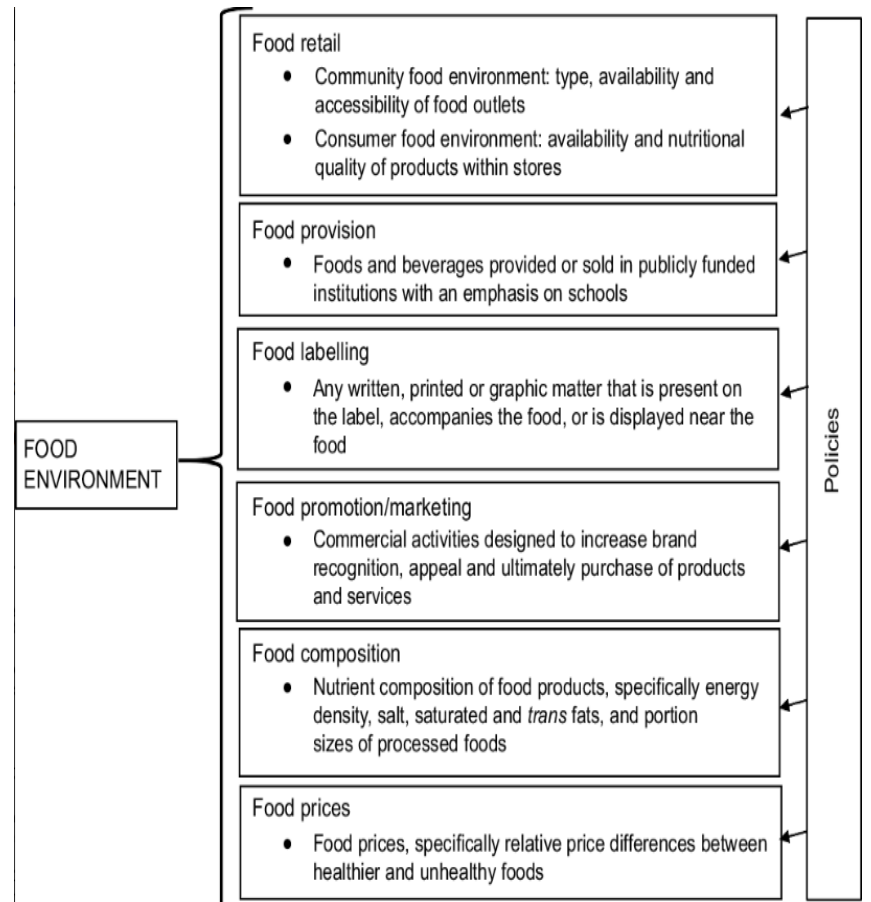 Food retail
● Community food environment: type, availability and
accessibility of food outlets
● Consumer food environment: availability and nutritional
quality of products within stores
Food provision
● Foods and beverages provided or sold in publicly funded
institutions with an emphasis on schools
Food labelling
● Any written, printed or graphic matter that is present on
the label, accompanies the food, or is displayed near the
food
FOOD
ENVIRONMENT
Food promotion/marketing
● Commercial activities designed to increase brand
recognition, appeal and ultimately purchase of products
and services
Food composition
● Nutrient composition of food products, specifically energy
density, salt, saturated and trans fats, and portion
sizes of processed foods
Food prices
● Food prices, specifically relative price differences between
healthier and unhealthy foods
Policies